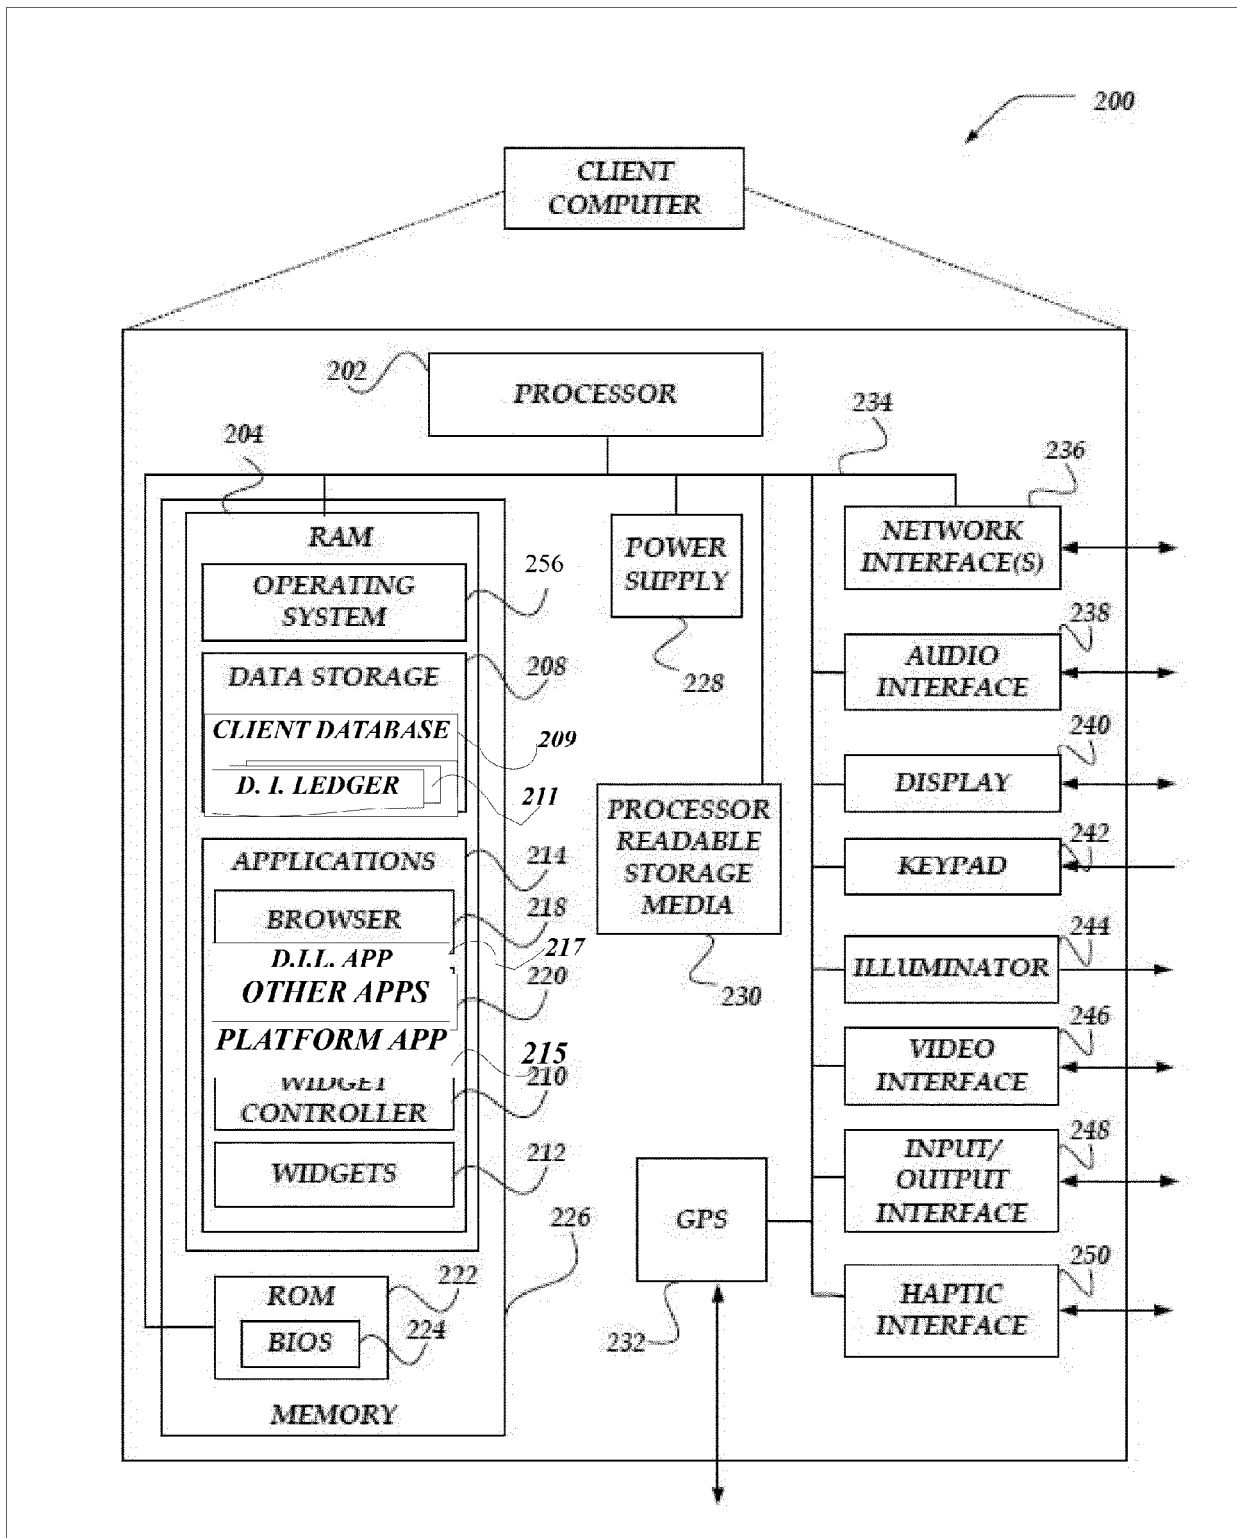 200
CLIENT
COMPUTER
202
PROCESSOR
234
204
236
RAM
OPERATING
SYSTEM
256
POWER
SUPPLY
228
NETWORK
INTERFACE(S)
238
AUDIO
INTERFACE
DATA STORAGE
208
CLIENT DATABASE
209
D. I. LEDGER
211
240
DISPLAY
PROCESSOR
READABLE
STORAGE
MEDIA
230
242
KEYPAD
APPLICATIONS
214
BROWSER
218
D.I.L. APP
217
OTHER APPS
220
PLATFORM APP
215
WIDGET
CONTROLLER
210
WIDGETS
212
244
ILLUMINATOR
246
VIDEO
INTERFACE
248
INPUT/
OUTPUT
INTERFACE
GPS
232
226
250
HAPTIC
INTERFACE
ROM
222
BIOS
224
MEMORY